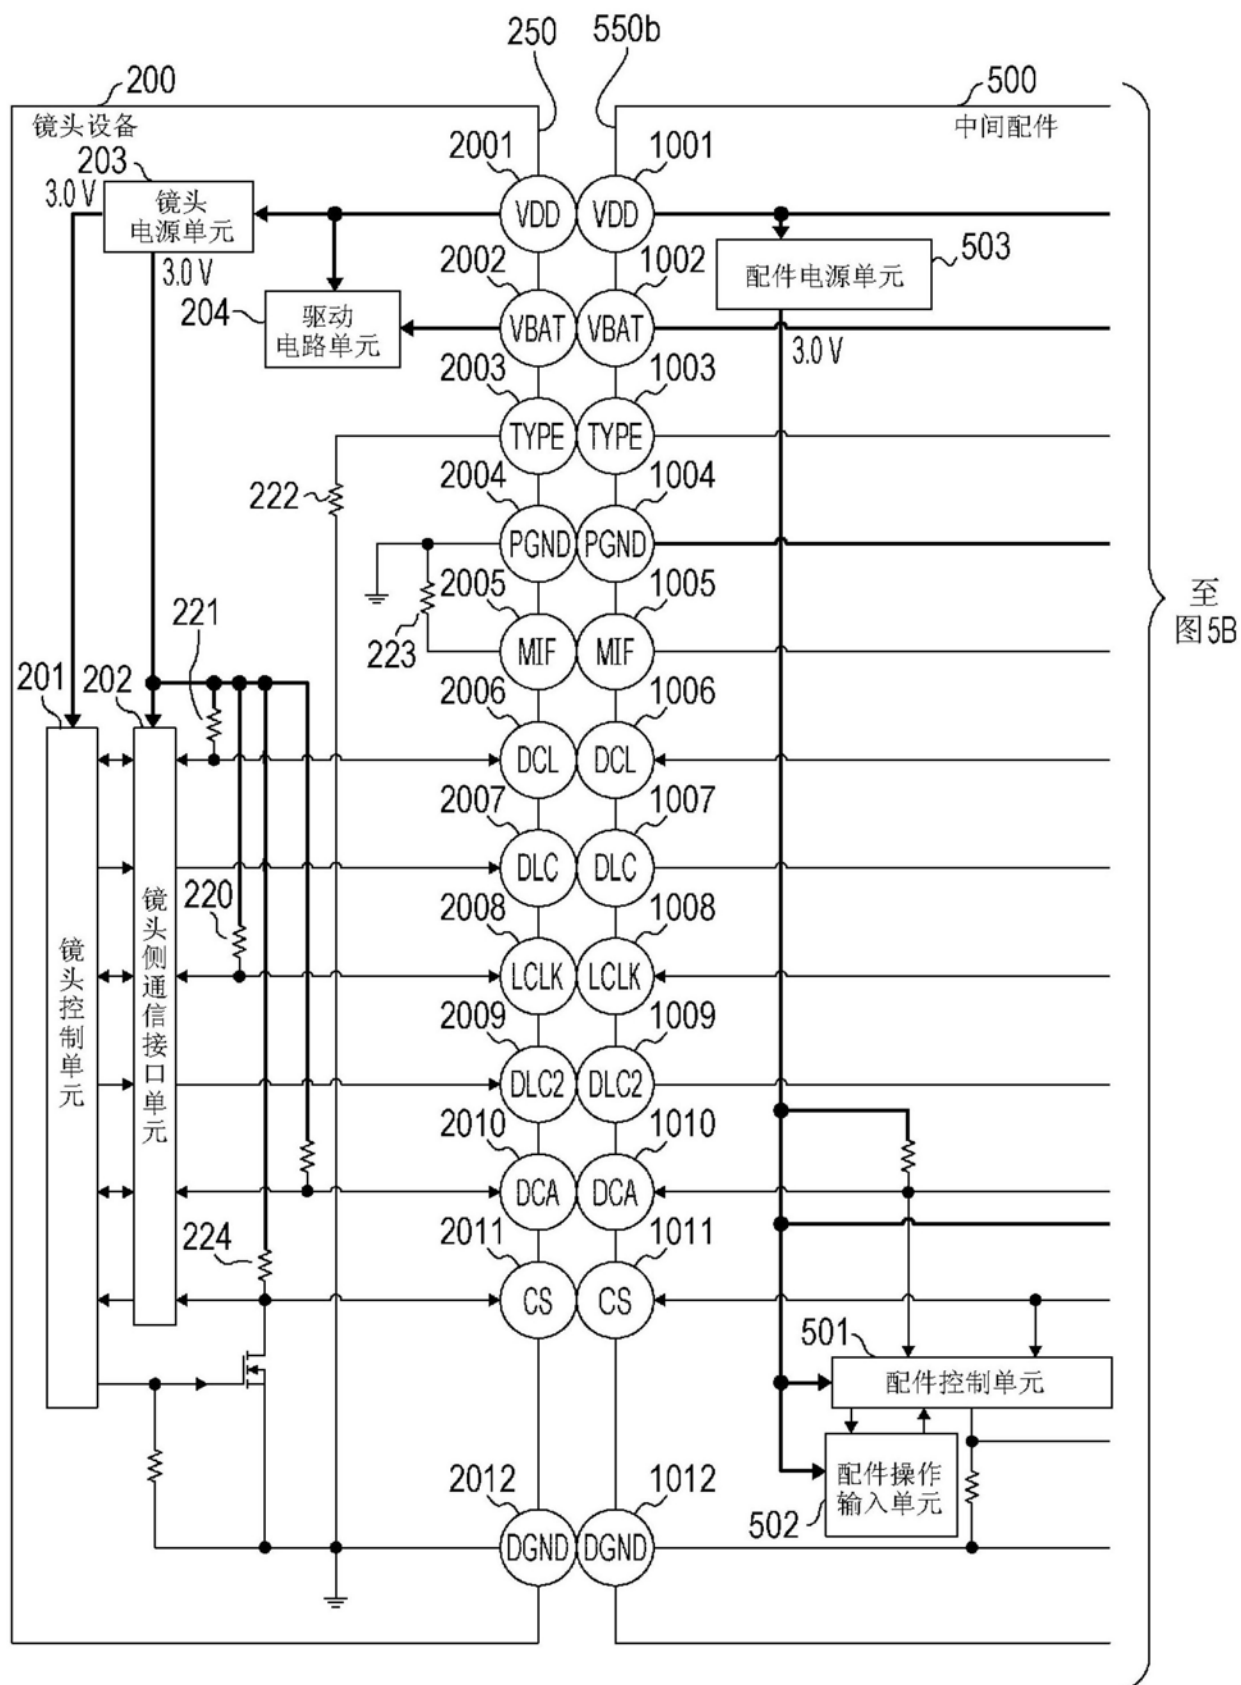 250
550b
200
500
镜头设备
中间配件
203
3.0 V
镜头
电源单元
3.0 V
2001
1001
VDD
VDD
503
配件电源单元
3.0 V
204
驱动
电路单元
2002
1002
VBAT
VBAT
2003
1003
TYPE
TYPE
222
2004
1004
PGND
PGND
223
2005
1005
MIF
MIF
至
图5B
221
201
202
2006
1006
DCL
DCL
2007
1007
DLC
DLC
220
2008
1008
LCLK
LCLK
镜头控制单元
镜头侧通信接口单元
2009
1009
DLC2
DLC2
2010
1010
DCA
DCA
224
2011
1011
CS
CS
501
配件控制单元
502
配件操作
输入单元
2012
1012
DGND
DGND